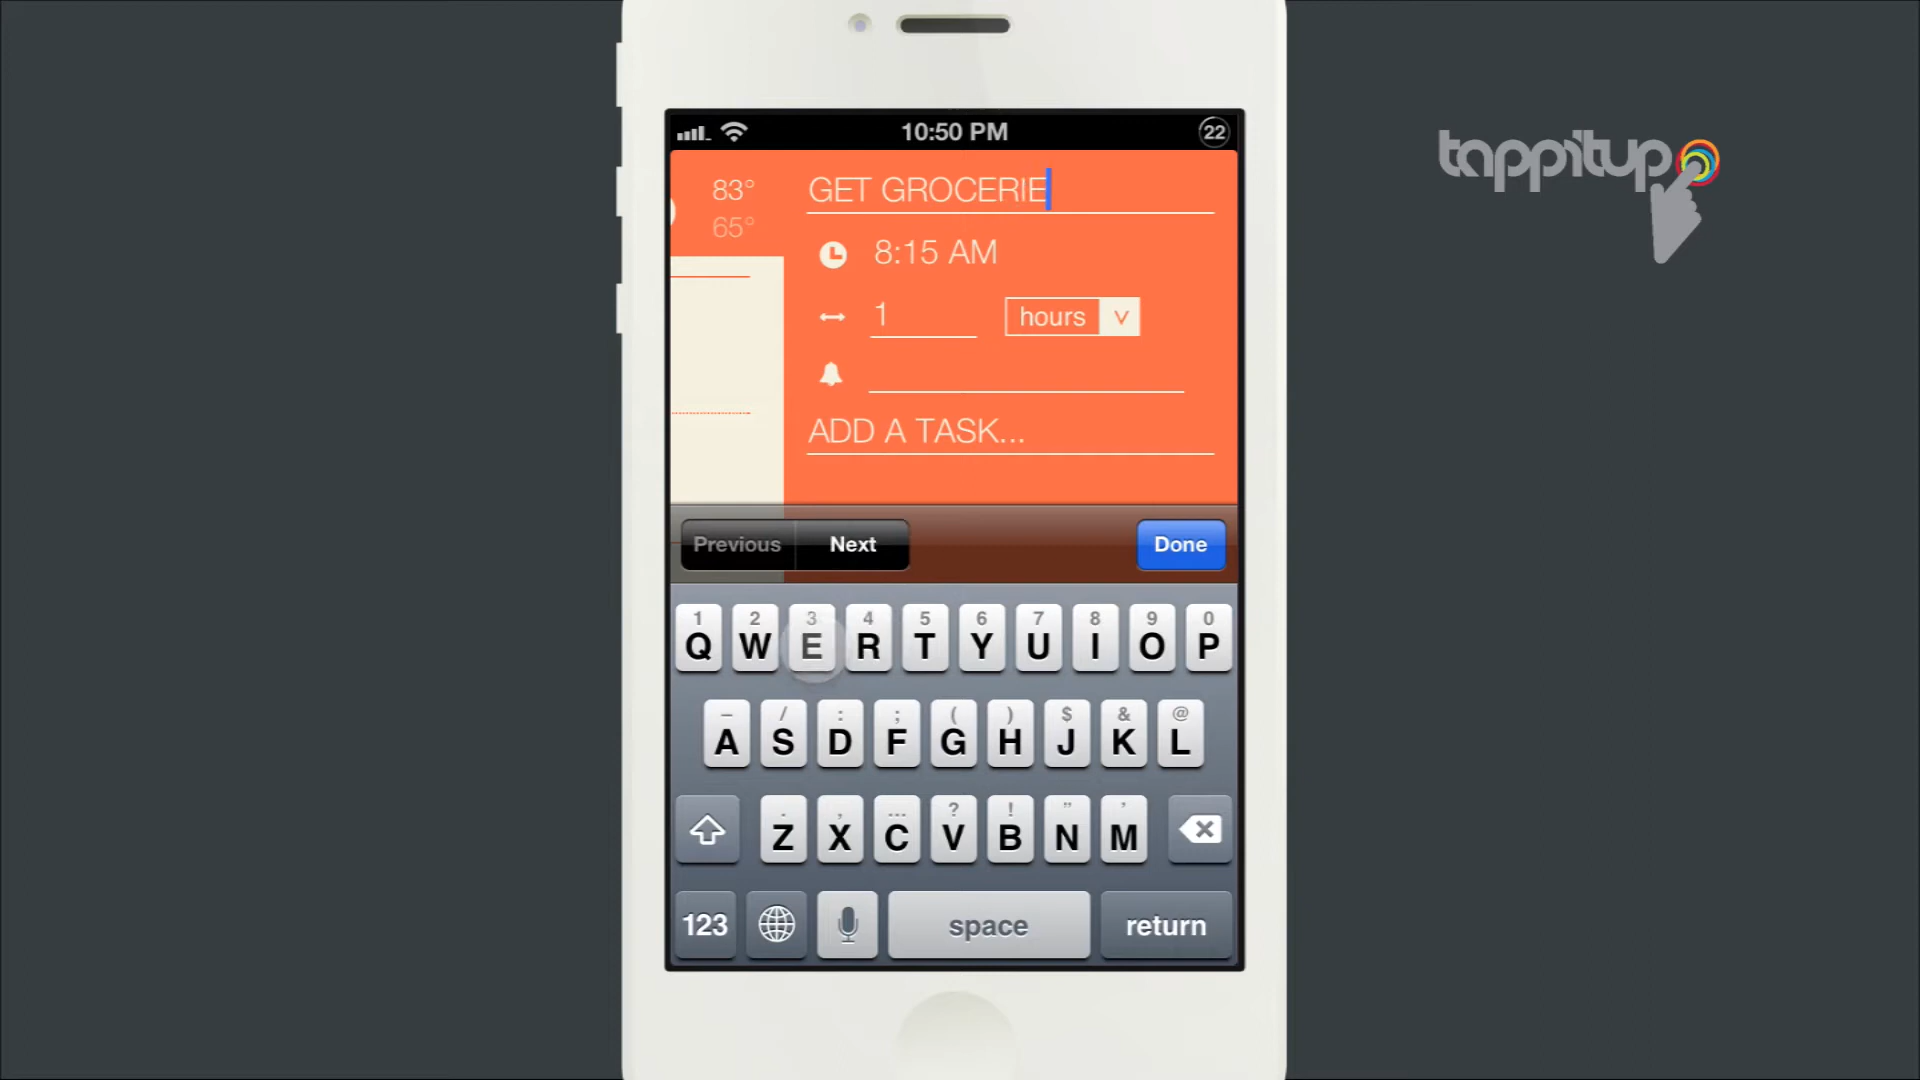 tappitup
10:50 PM
22
83°
65°
GET GROCERIE
8:15 AM
1
hours
V
ADD A TASK...
Previous
Next
Done
1 2 3 4 5 6 7 8 9 0
Q W E R T Y U I O P
– / : ; ( ) $ & @
A S D F G H J K L
. , ... ? ! " '
Z X C V B N M
123
space
return